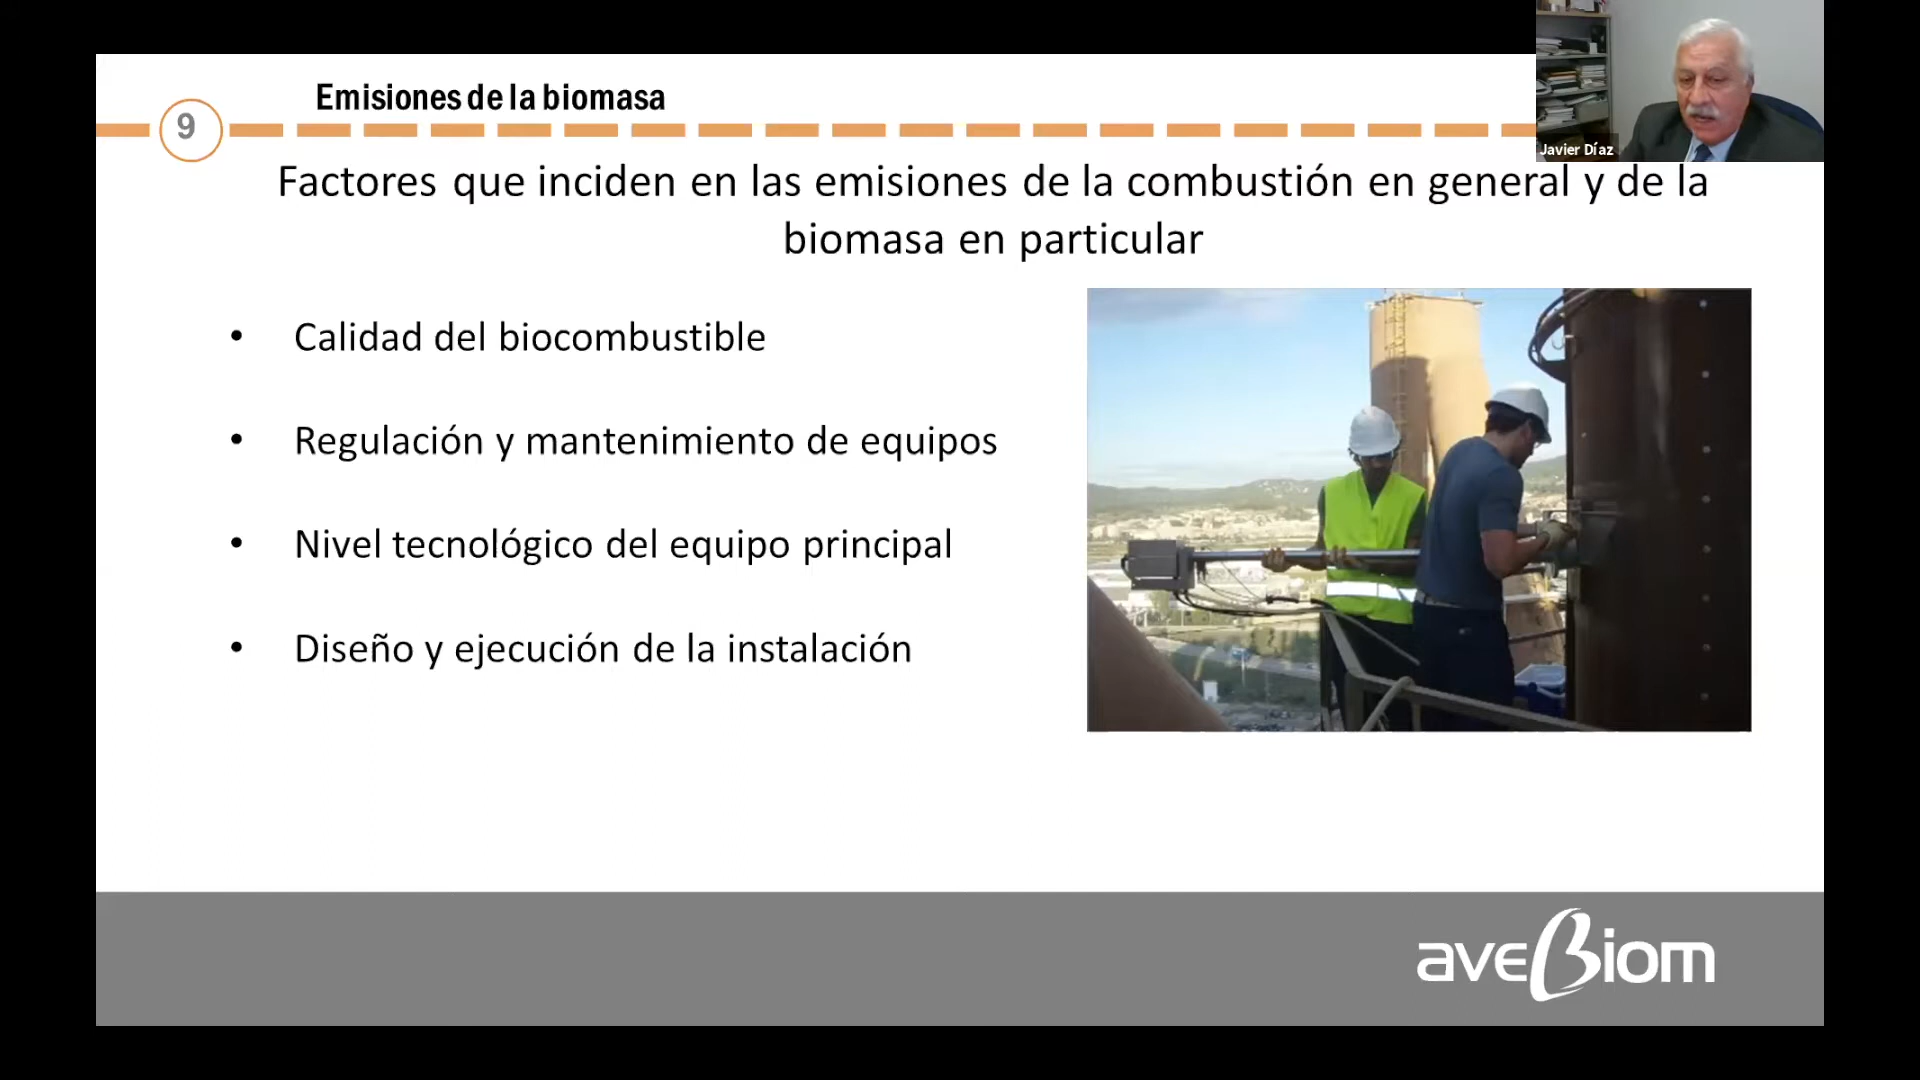 Emisiones de la biomasa
9
Javier Díaz
Factores que inciden en las emisiones de la combustión en general y de la
biomasa en particular
• Calidad del biocombustible
• Regulación y mantenimiento de equipos
• Nivel tecnológico del equipo principal
• Diseño y ejecución de la instalación
aveBiom